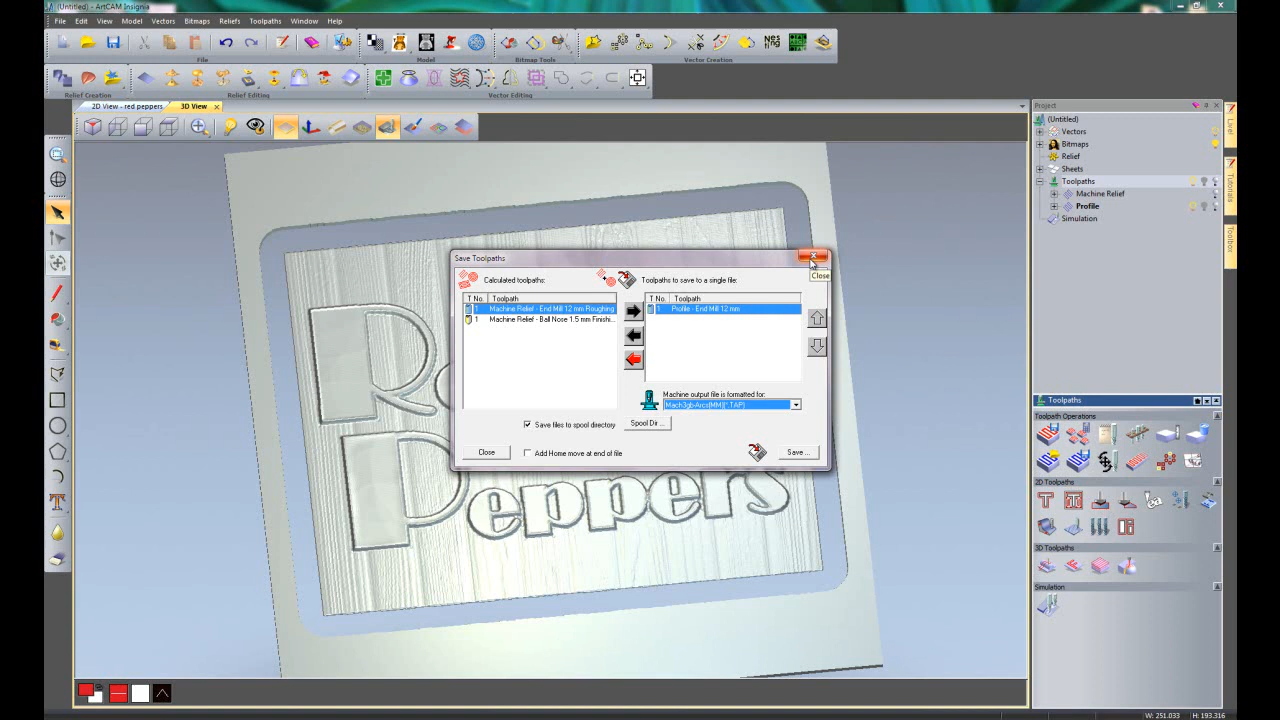 (Untitled) - ArtCAM Insignia
File Edit View Model Vectors Bitmaps Reliefs Toolpaths Window Help
File Model Bitmap Tools Vector Creation
Relief Creation Relief Editing Vector Editing
2D View - red peppers 3D View
Project
(Untitled)
Vectors
Bitmaps
Relief
Sheets
Toolpaths
Machine Relief
Profile
Simulation
Tutorials
Toolbox
Save Toolpaths
Close
Calculated toolpaths: Toolpaths to save to a single file:
T No. Toolpath T No. Toolpath
1 Machine Relief - End Mill 12 mm Roughing 1 Profile - End Mill 12 mm
1 Machine Relief - Ball Nose 1.5 mm Finishi...
Machine output file is formatted for:
Mach3gb-Arcs(MM)(*.TAP)
Save files to spool directory Spool Dir ...
Close Add Home move at end of file Save ...
Peppers
Toolpaths
Toolpath Operations
2D Toolpaths
3D Toolpaths
Simulation
W: 251.033 H: 193.316